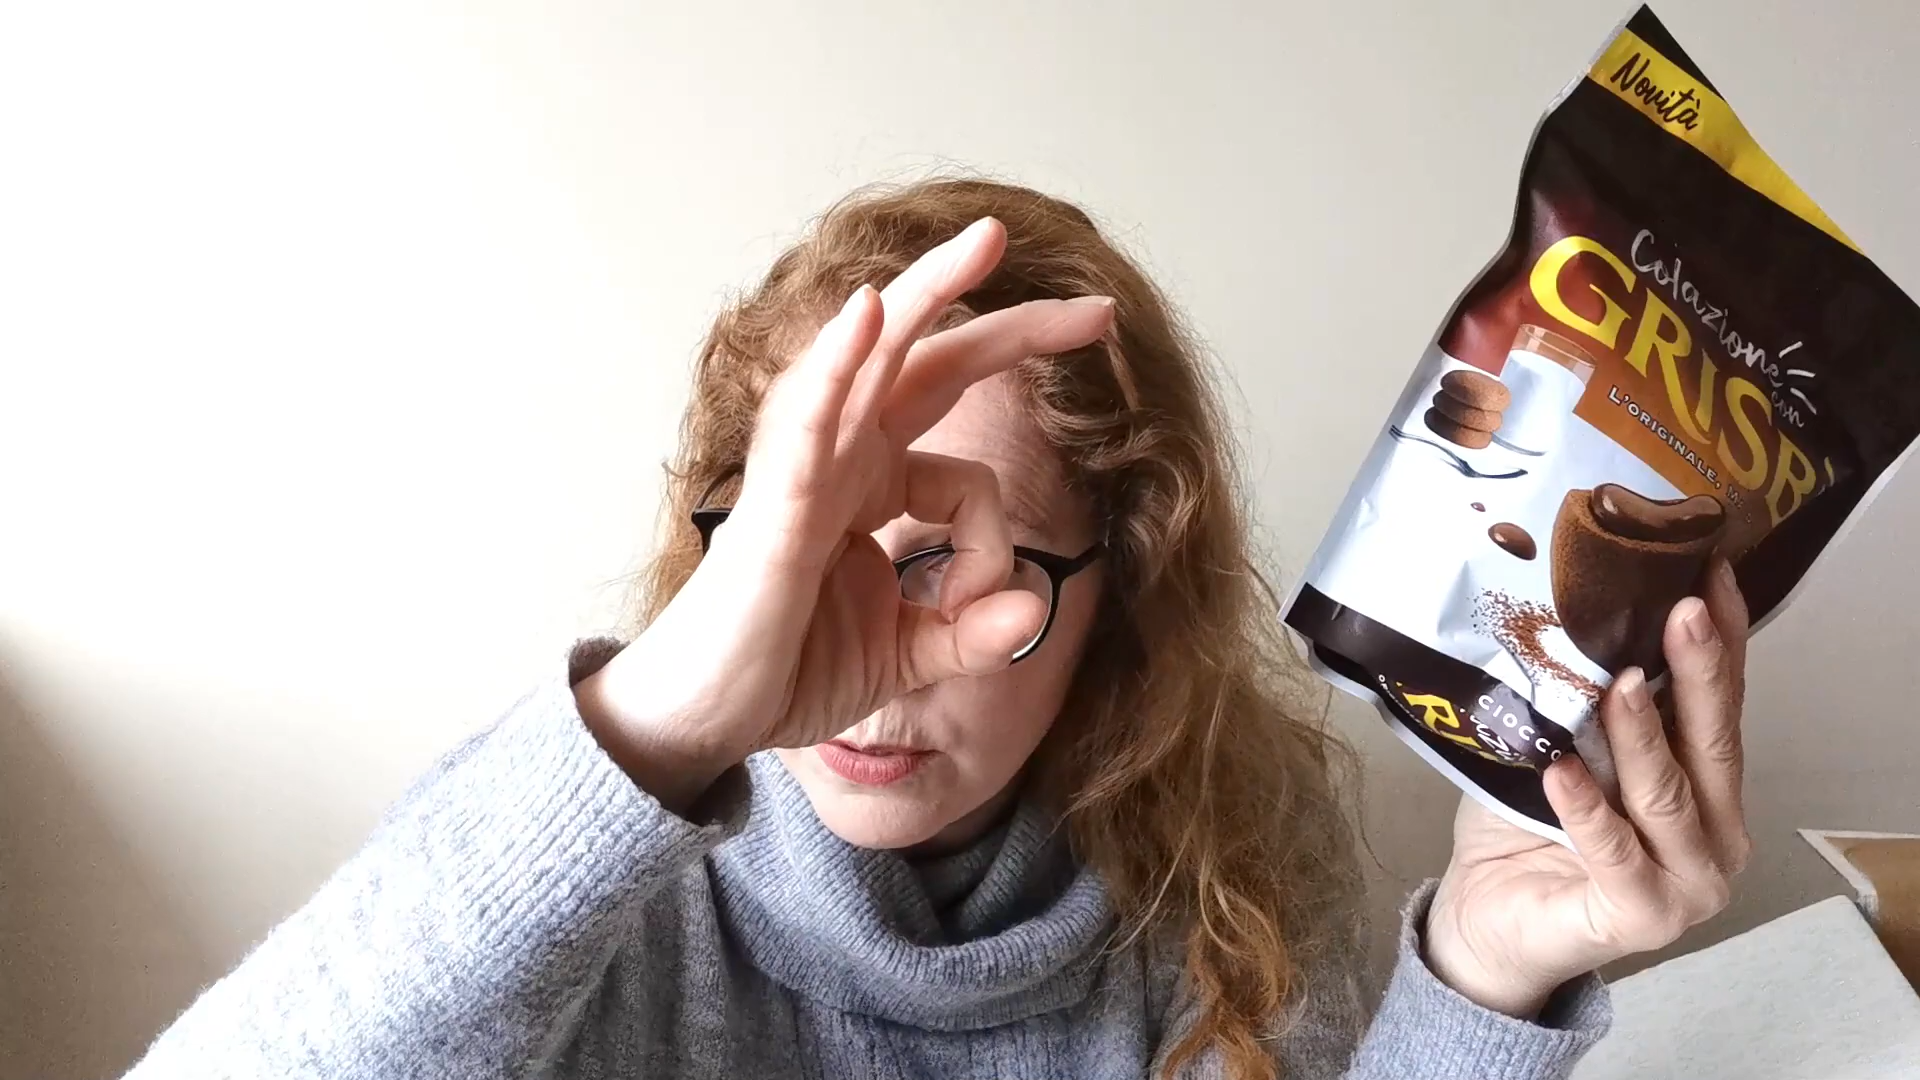 Novità
Colazione
con
GRISBÌ
L'ORIGINALE,
CIOCCO